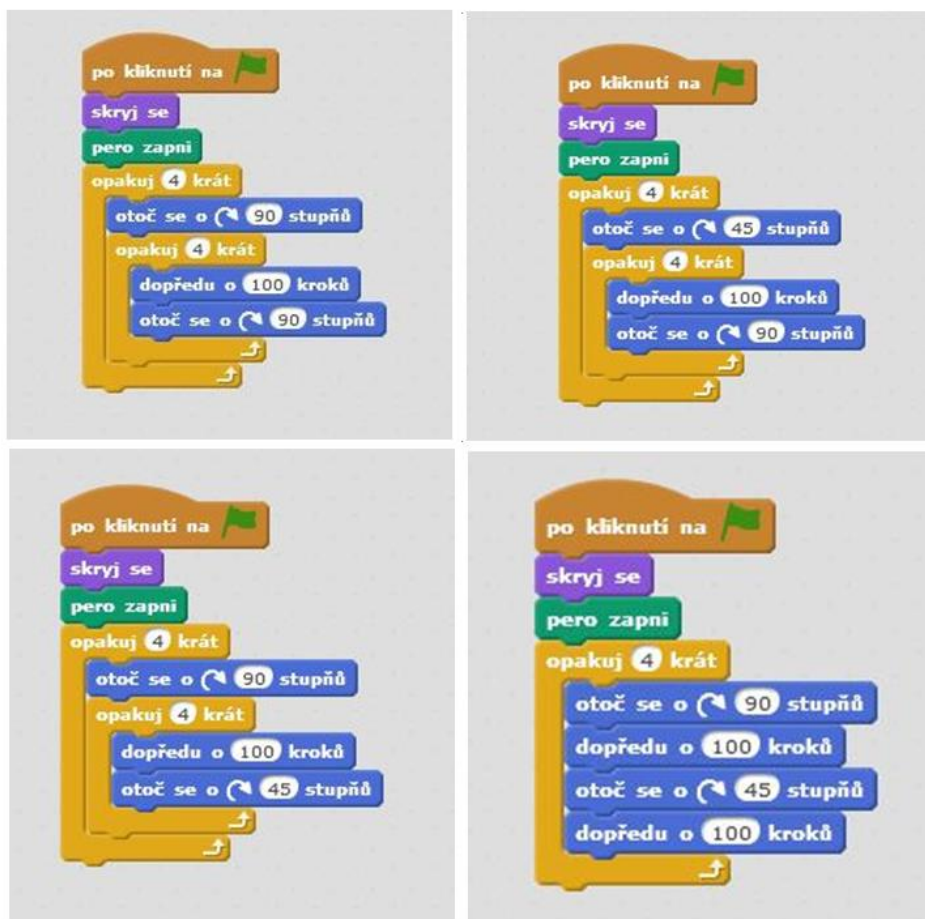 po kliknutí na
skryj se
pero zapni
opakuj 4 krát
otoč se o 90 stupňů
opakuj 4 krát
dopředu o 100 kroků
otoč se o 90 stupňů
po kliknutí na
skryj se
pero zapni
opakuj 4 krát
otoč se o 45 stupňů
opakuj 4 krát
dopředu o 100 kroků
otoč se o 90 stupňů
po kliknutí na
skryj se
pero zapni
opakuj 4 krát
otoč se o 90 stupňů
opakuj 4 krát
dopředu o 100 kroků
otoč se o 45 stupňů
po kliknutí na
skryj se
pero zapni
opakuj 4 krát
otoč se o 90 stupňů
dopředu o 100 kroků
otoč se o 45 stupňů
dopředu o 100 kroků